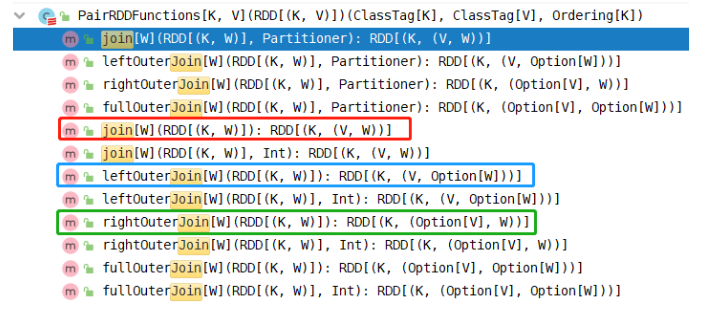 PairRDDFunctions[K, V](RDD[(K, V)])(ClassTag[K], ClassTag[V], Ordering[K])
m join[W](RDD[(K, W)], Partitioner): RDD[(K, (V, W))]
m leftOuterJoin[W](RDD[(K, W)], Partitioner): RDD[(K, (V, Option[W]))]
m rightOuterJoin[W](RDD[(K, W)], Partitioner): RDD[(K, (Option[V], W))]
m fullOuterJoin[W](RDD[(K, W)], Partitioner): RDD[(K, (Option[V], Option[W]))]
m join[W](RDD[(K, W)]): RDD[(K, (V, W))]
m join[W](RDD[(K, W)], Int): RDD[(K, (V, W))]
m leftOuterJoin[W](RDD[(K, W)]): RDD[(K, (V, Option[W]))]
m leftOuterJoin[W](RDD[(K, W)], Int): RDD[(K, (V, Option[W]))]
m rightOuterJoin[W](RDD[(K, W)]): RDD[(K, (Option[V], W))]
m rightOuterJoin[W](RDD[(K, W)], Int): RDD[(K, (Option[V], W))]
m fullOuterJoin[W](RDD[(K, W)]): RDD[(K, (Option[V], Option[W]))]
m fullOuterJoin[W](RDD[(K, W)], Int): RDD[(K, (Option[V], Option[W]))]